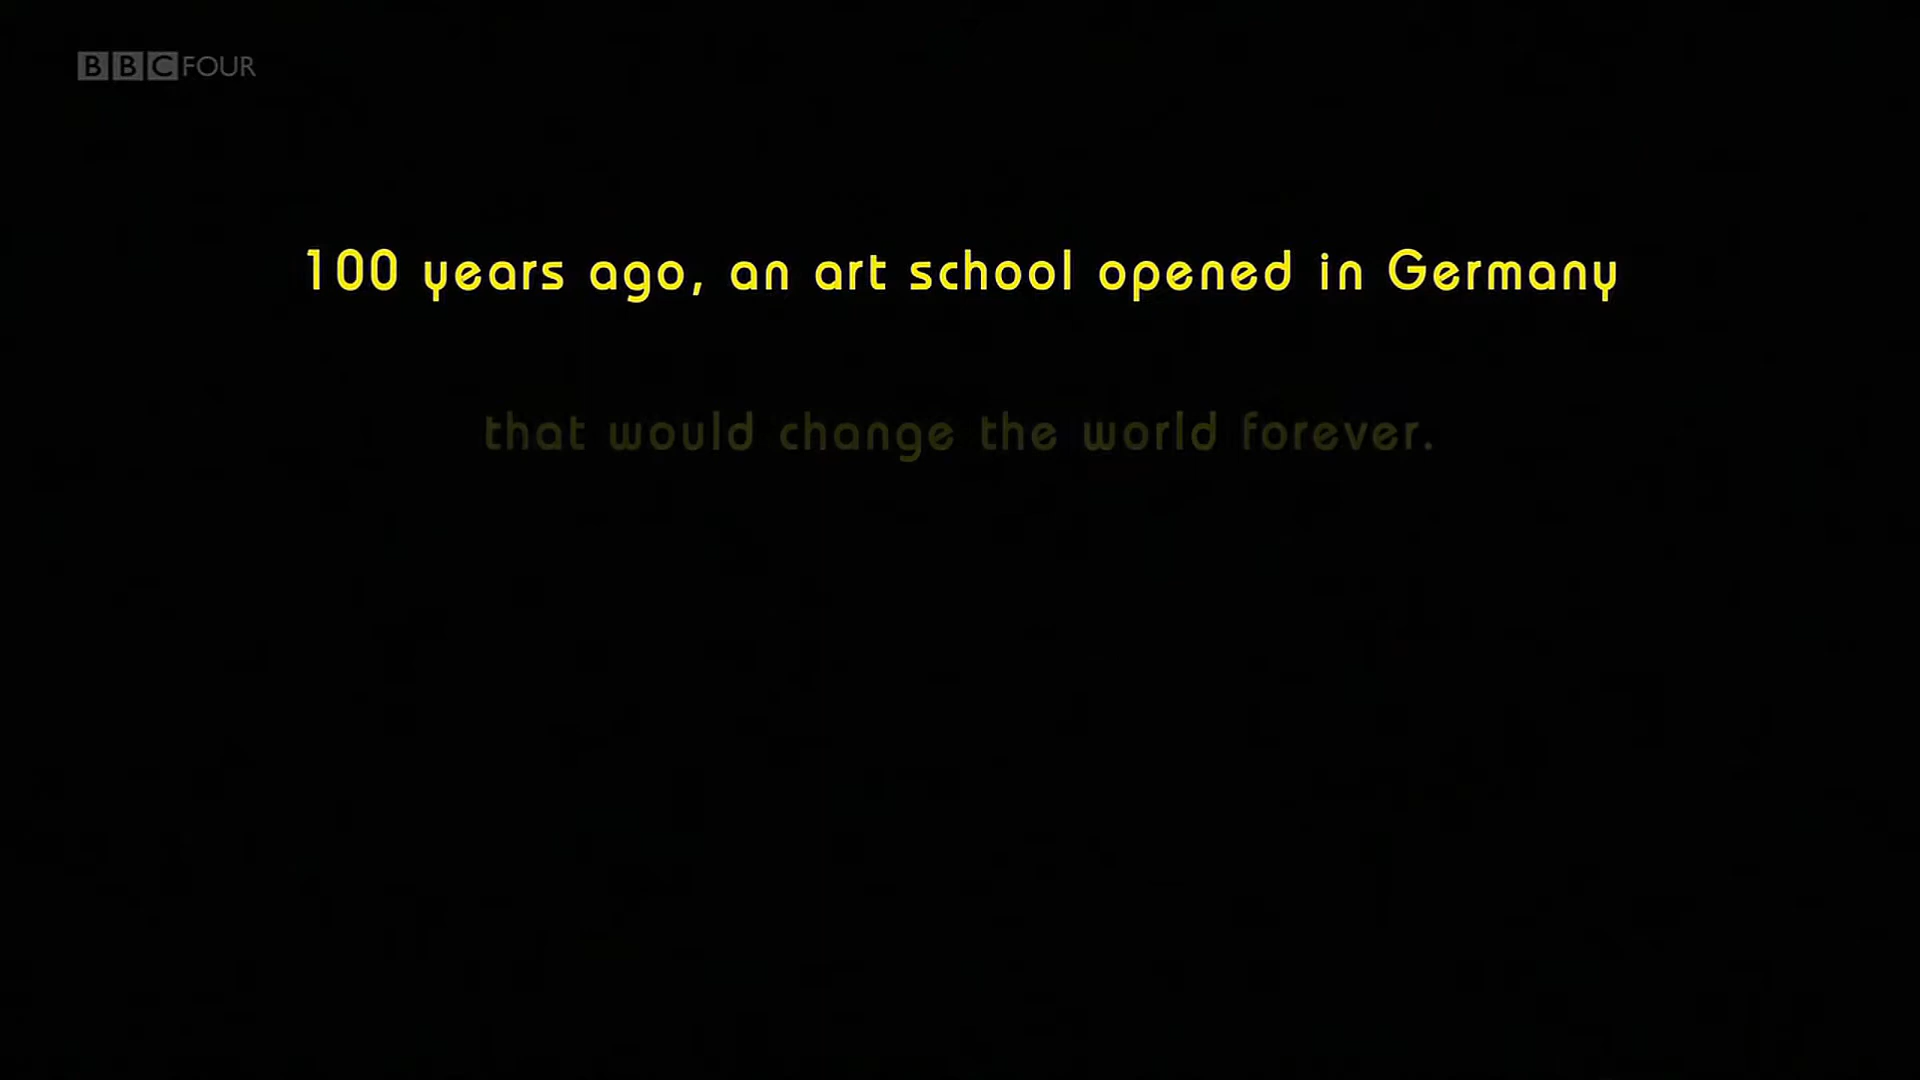 BBC FOUR
100 years ago, an art school opened in Germany
that would change the world forever.